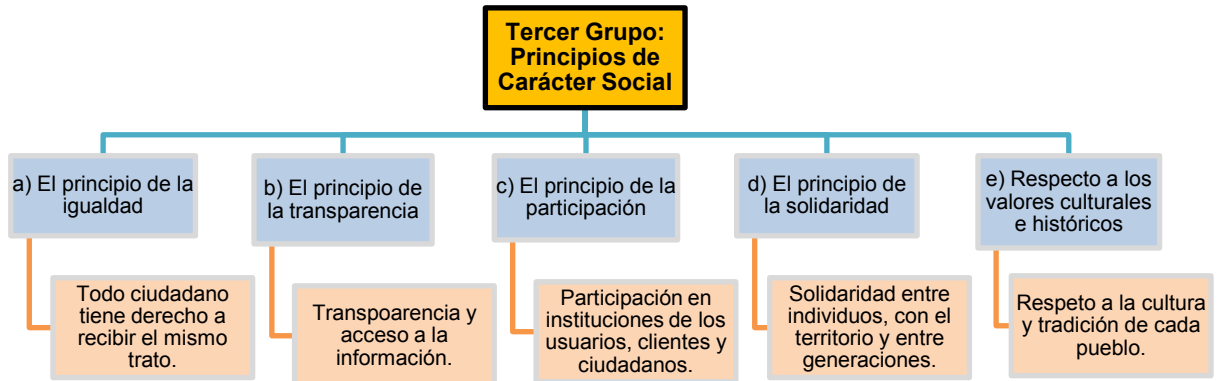 Tercer Grupo:
Principios de
Carácter Social
a) El principio de la
igualdad
b) El principio de
la transparencia
c) El principio de la
participación
d) El principio de
la solidaridad
e) Respecto a los
valores culturales
e históricos
Todo ciudadano
tiene derecho a
recibir el mismo
trato.
Transpoarencia y
acceso a la
información.
Participación en
instituciones de los
usuarios, clientes y
ciudadanos.
Solidaridad entre
individuos, con el
territorio y entre
generaciones.
Respeto a la cultura
y tradición de cada
pueblo.